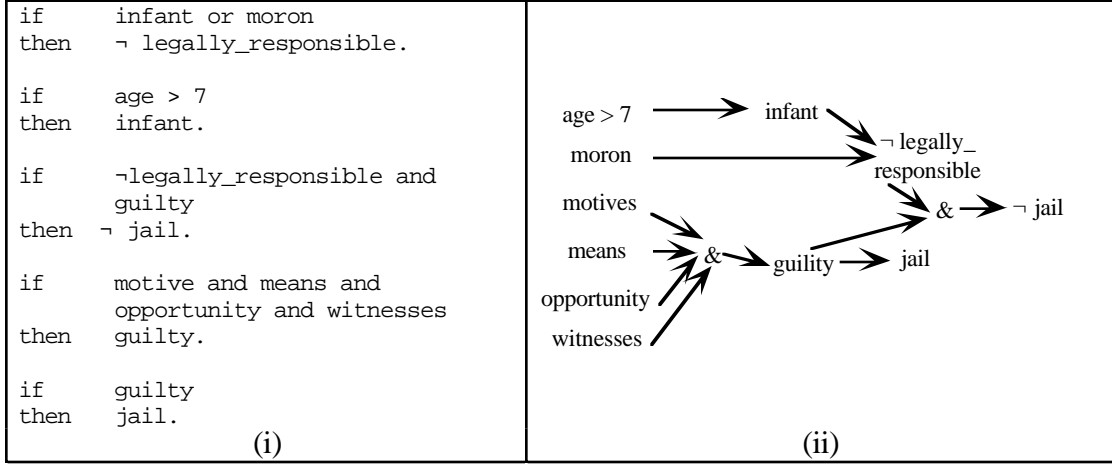 if infant or moron
then ¬ legally_responsible.
if age > 7
then infant.
if ¬legally_responsible and
guilty
then ¬ jail.
if motive and means and
opportunity and witnesses
then guilty.
if guilty
then jail.
(i)
age > 7 infant
¬ legally_
responsible
moron
motives
& ¬ jail
means & guility jail
opportunity
witnesses
(ii)